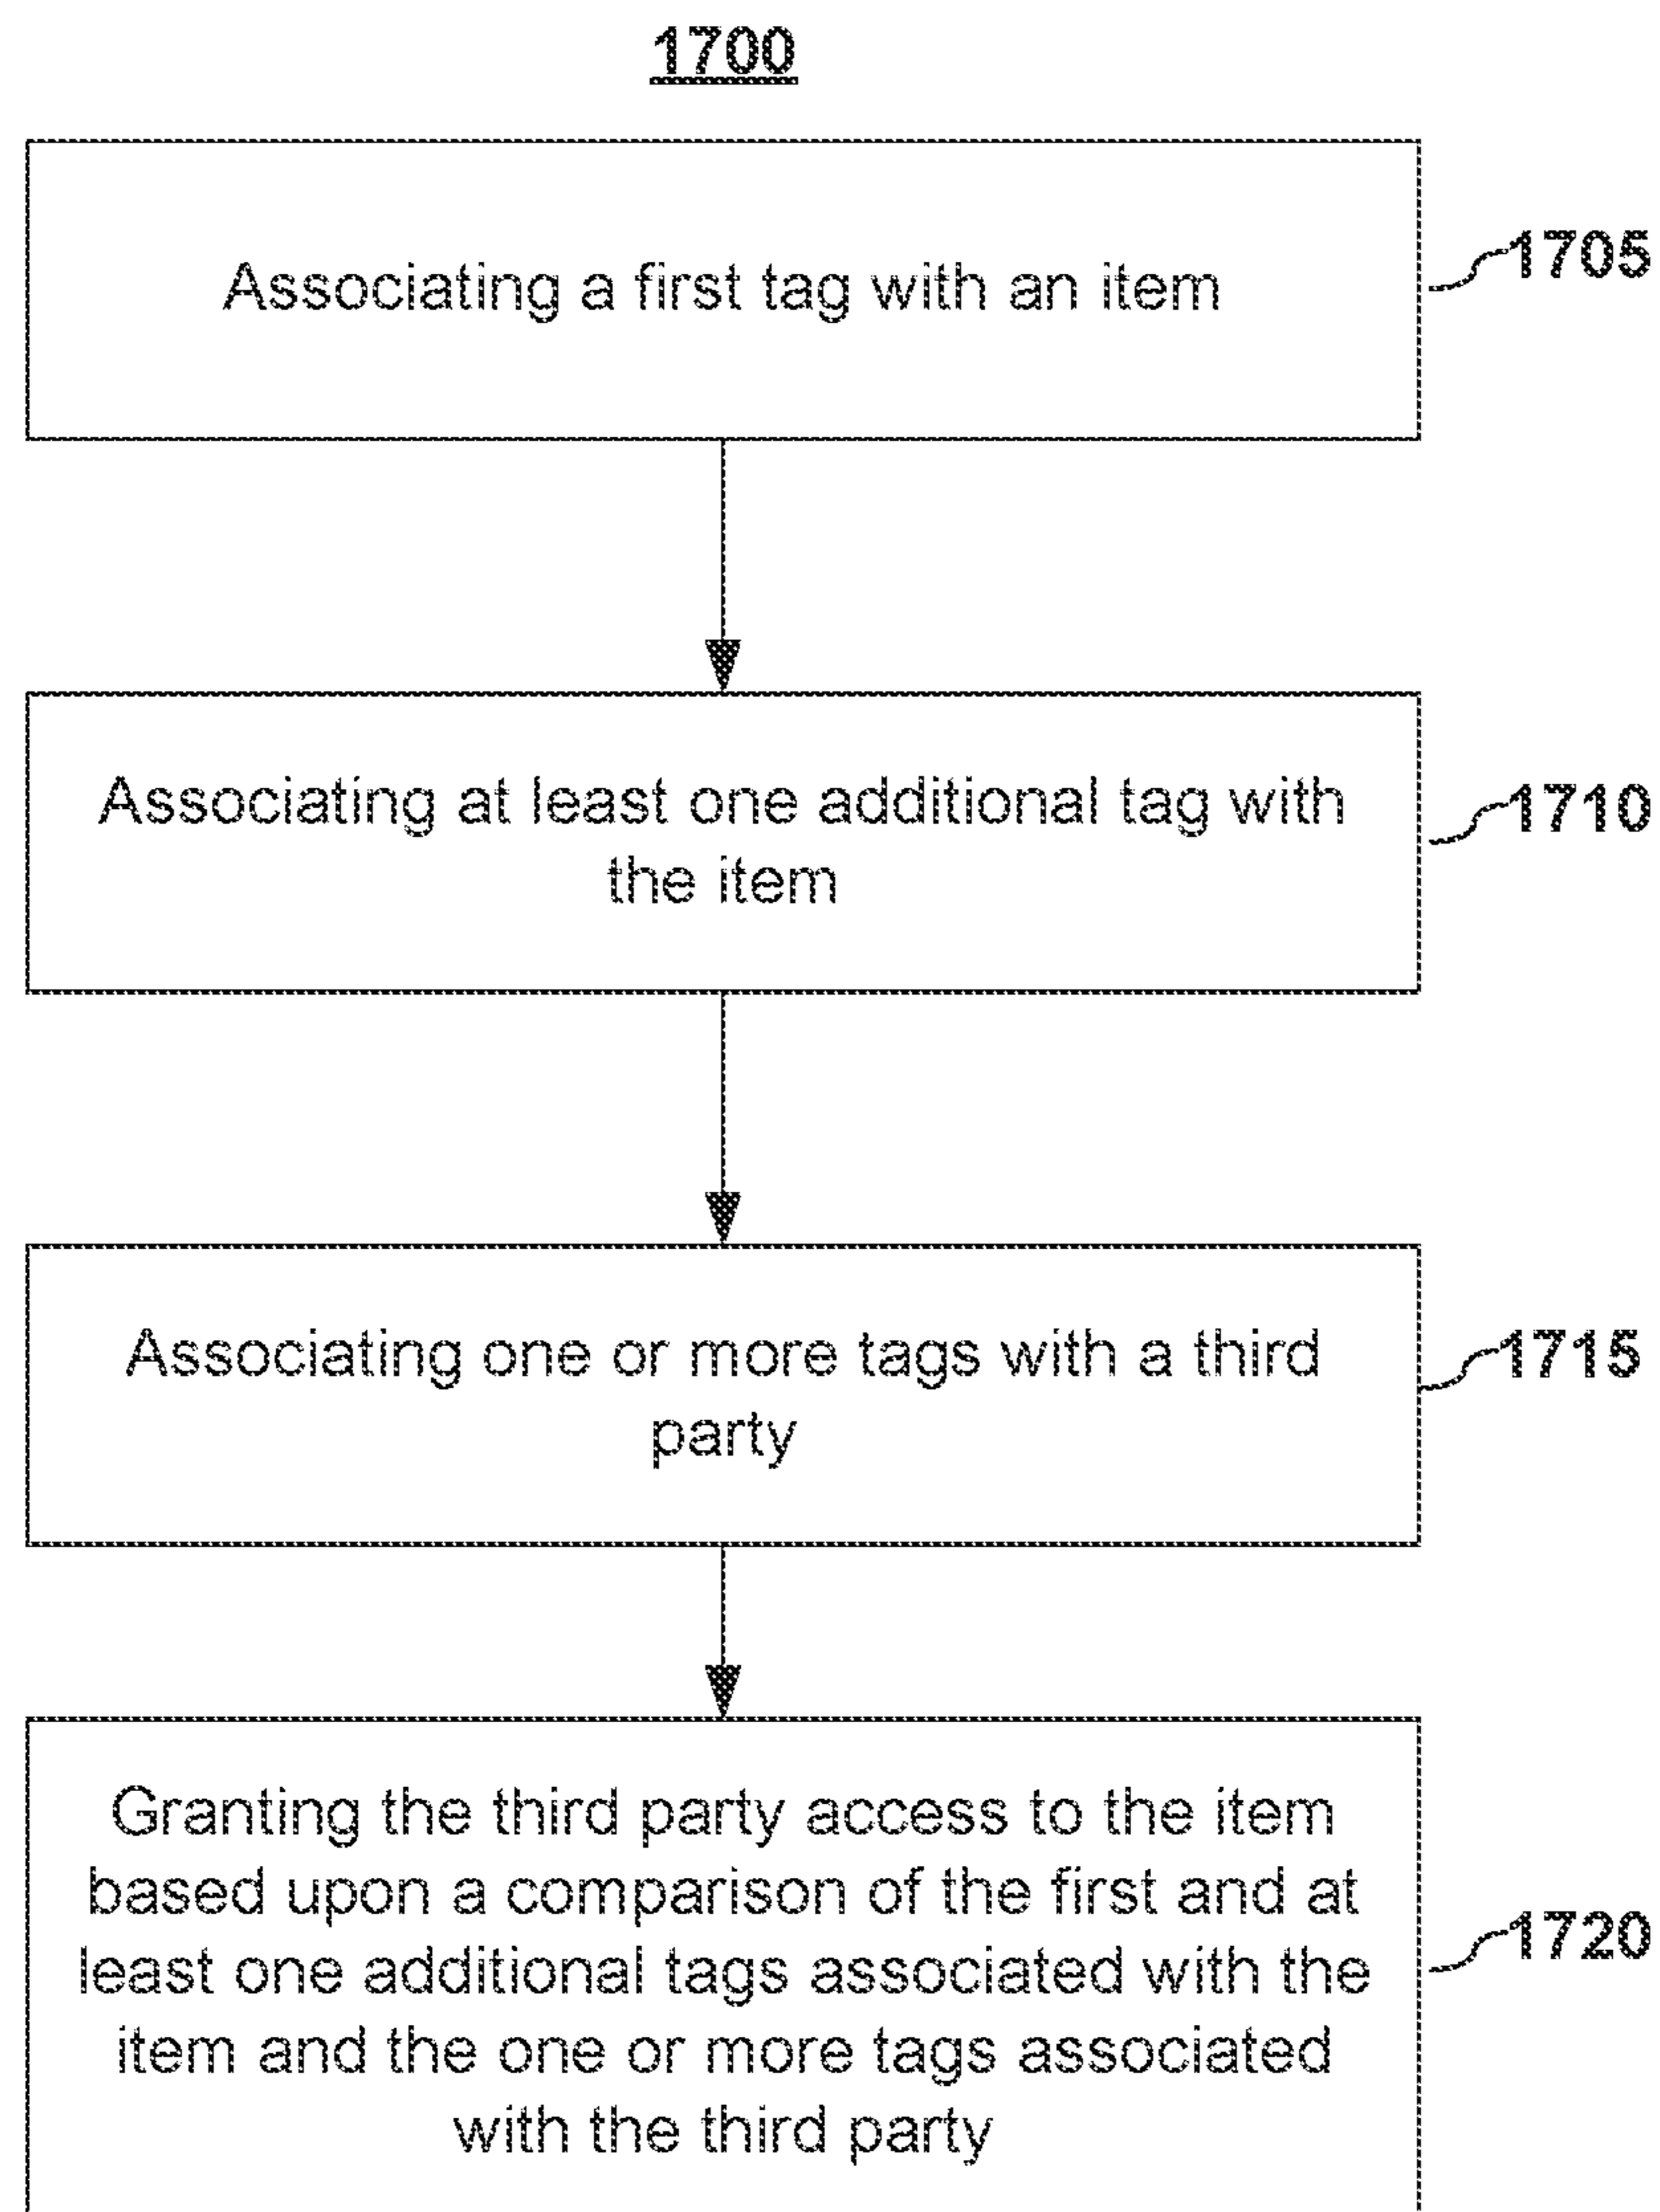 1700
Associating a first tag with an item
1705
Associating at least one additional tag with
the item
1710
Associating one or more tags with a third
party
1715
Granting the third party access to the item
based upon a comparison of the first and at
least one additional tags associated with the
item and the one or more tags associated
with the third party
1720